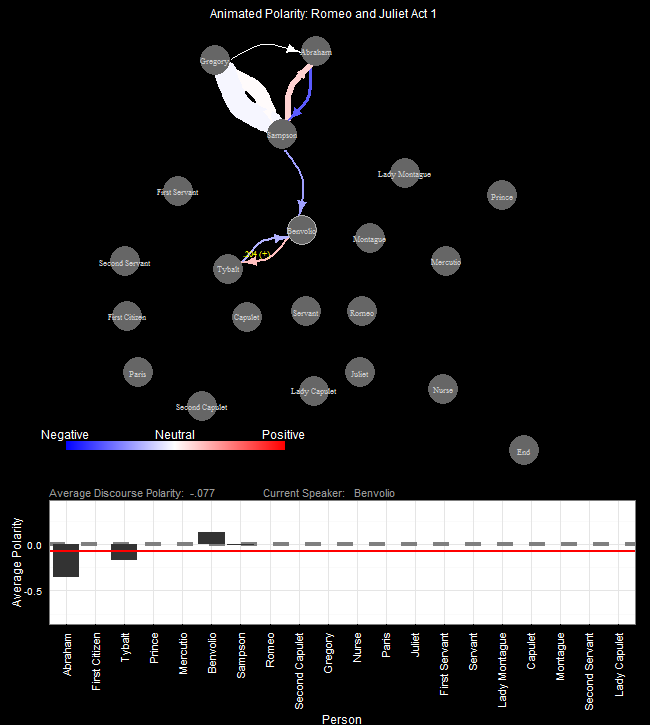 Animated Polarity: Romeo and Juliet Act 1
Abraham
Gregory
Sampson
Lady Montague
First Servant
Prince
Benvolio
Montague
.234 (+)
Second Servant
Tybalt
Mercutio
First Citizen
Capulet
Servant
Romeo
Paris
Juliet
Lady Capulet
Nurse
Second Capulet
Negative Neutral Positive
End
Average Discourse Polarity: -.077 Current Speaker: Benvolio
Average Polarity
0.0
-0.5
Abraham
First Citizen
Tybalt
Prince
Mercutio
Benvolio
Sampson
Romeo
Second Capulet
Gregory
Nurse
Paris
Juliet
First Servant
Servant
Lady Montague
Capulet
Montague
Second Servant
Lady Capulet
Person